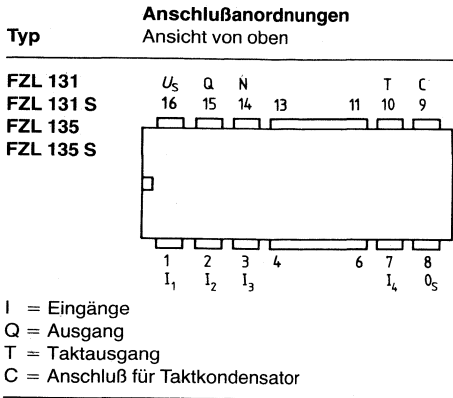 Anschlußanordnungen
Typ Ansicht von oben
FZL 131
FZL 131 S
FZL 135
FZL 135 S
U_S Q N T C
16 15 14 13 11 10 9
1 2 3 4 6 7 8
I_1 I_2 I_3 I_4 0_S
I = Eingänge
Q = Ausgang
T = Taktausgang
C = Anschluß für Taktkondensator